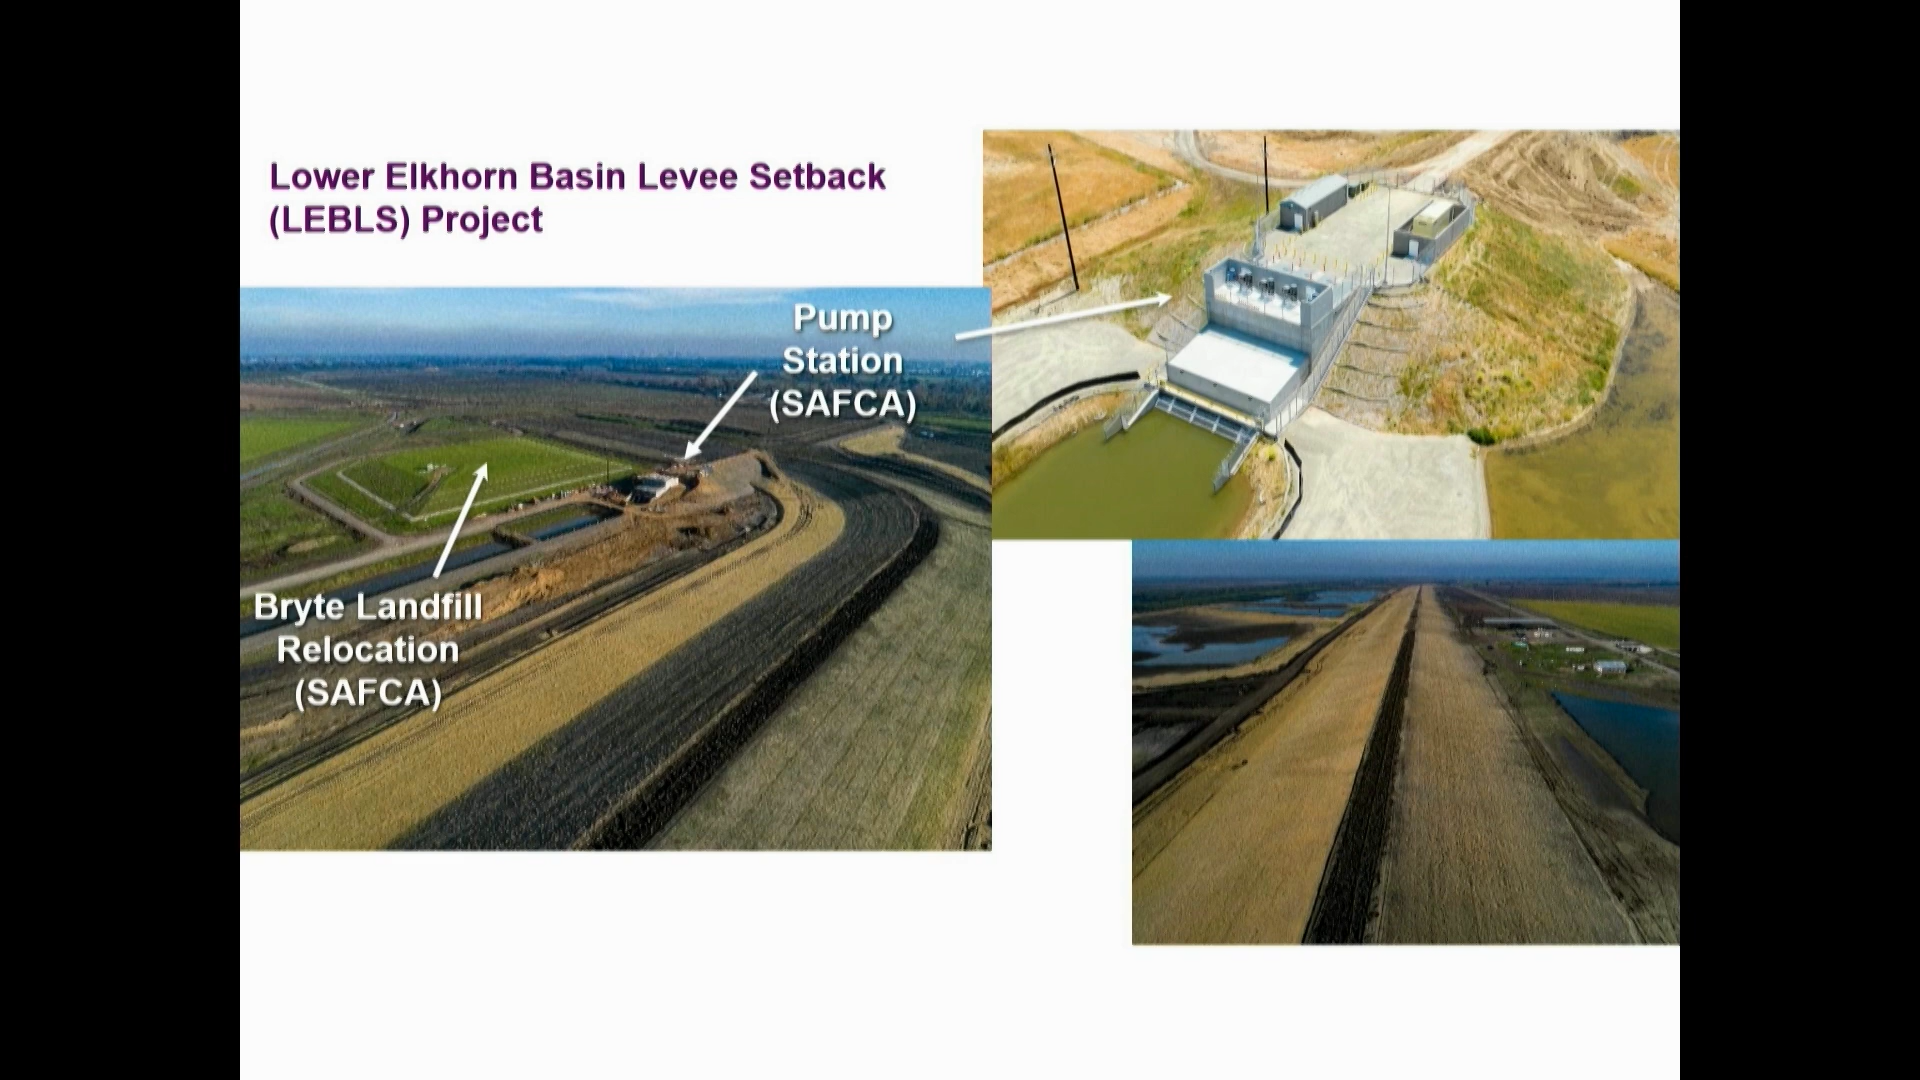 Lower Elkhorn Basin Levee Setback
(LEBLS) Project
Pump
Station
(SAFCA)
Bryte Landfill
Relocation
(SAFCA)